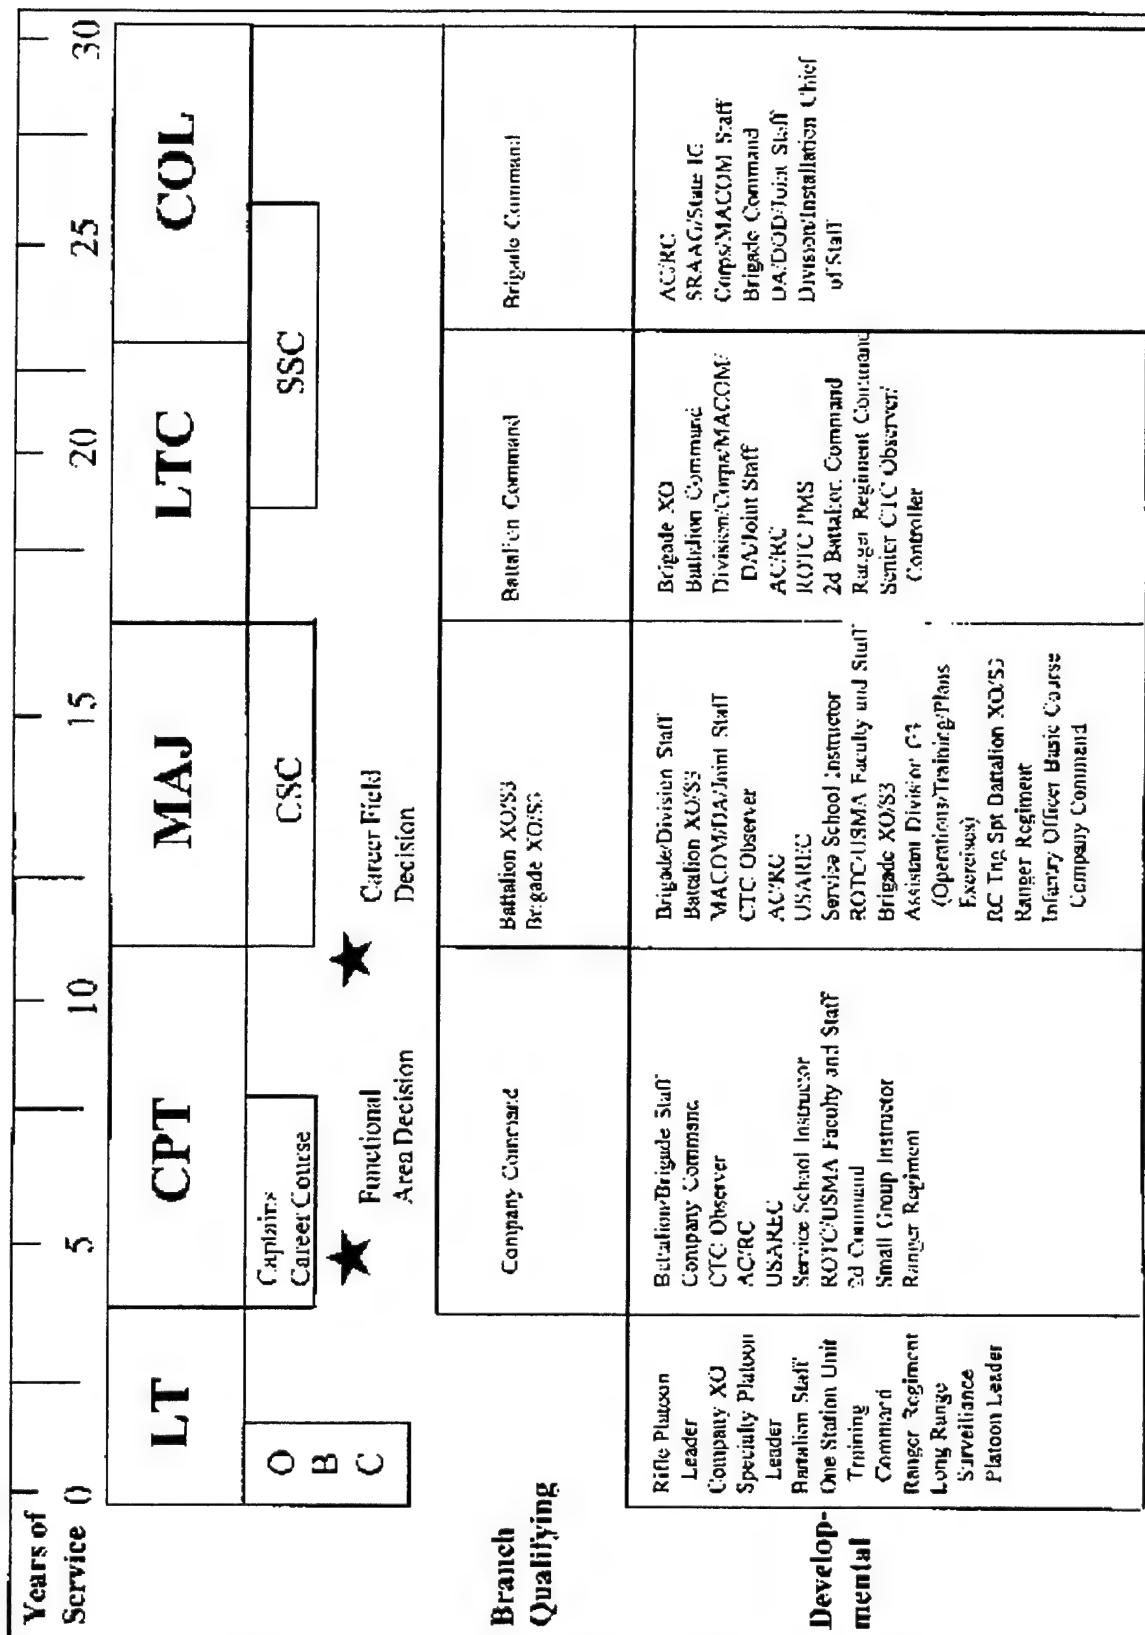 Years of
Service
0
5
10
15
20
25
30
LT
CPT
MAJ
LTC
COL
O
B
C
Captains
Career Course
CSC
SSC
Functional
Area Decision
Career Field
Decision
Branch
Qualifying
Company Command
Battalion XO/S3
Brigade XO/S3
Battalion Command
Brigade Command
Develop-
mental
Rifle Platoon
Leader
Company XO
Specialty Platoon
Leader
Battalion Staff
One Station Unit
Training
Command
Ranger Regiment
Long Range
Surveillance
Platoon Leader
Battalion/Brigade Staff
Company Command
CTC Observer
AC/RC
USAREC
Service School Instructor
ROTC/USMA Faculty and Staff
2d Command
Small Group Instructor
Ranger Regiment
Brigade/Division Staff
Battalion XO/S3
MACOM/DA/Joint Staff
CTC Observer
AC/RC
USAREC
Service School Instructor
ROTC/USMA Faculty and Staff
Brigade XO/S3
Assistant Division G3
(Operations/Training/Plans
Exercises)
RC Tng Spt Battalion XO/S3
Ranger Regiment
Infantry Officer Basic Course
Company Command
Brigade XO
Battalion Command
Division/Corps/MACOM/
DA/Joint Staff
AC/RC
ROTC PMS
2d Battalion Command
Ranger Regiment Command
Senior CTC Observer/
Controller
AC/RC
SRAAG/State IG
Corps/MACOM Staff
Brigade Command
DA/DOD/Joint Staff
Division/Installation Chief
of Staff